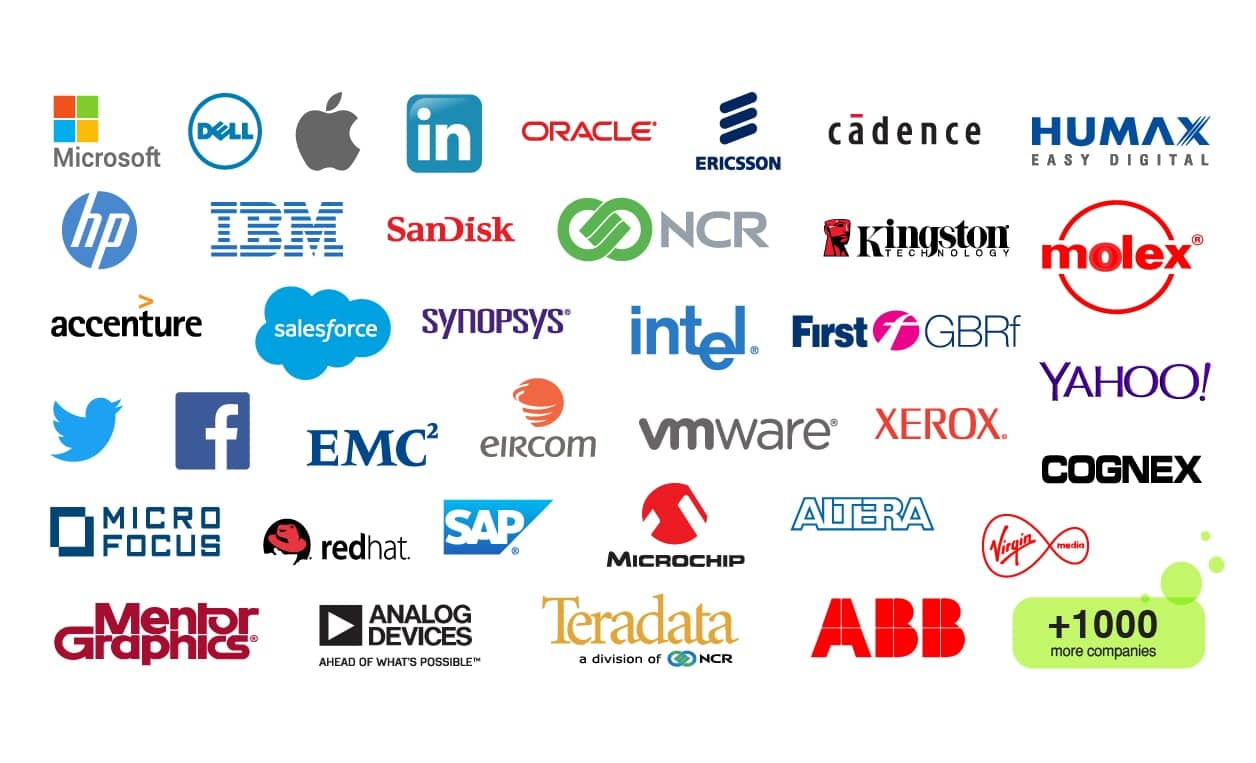 Microsoft
DELL
in
ORACLE®
ERICSSON
cādence
HUMAX
EASY DIGITAL
hp
IBM
SanDisk
NCR
Kingston
TECHNOLOGY
molex®
accenture
salesforce
SYNOPSYS®
intel®
First f GBRf
YAHOO!
f
EMC²
eircom
vmware®
XEROX®
COGNEX
MICRO
FOCUS
redhat.
SAP®
MICROCHIP
ALTERA
Virgin media
Mentor
Graphics®
ANALOG
DEVICES
AHEAD OF WHAT'S POSSIBLE™
Teradata
a division of NCR
ABB
+1000
more companies